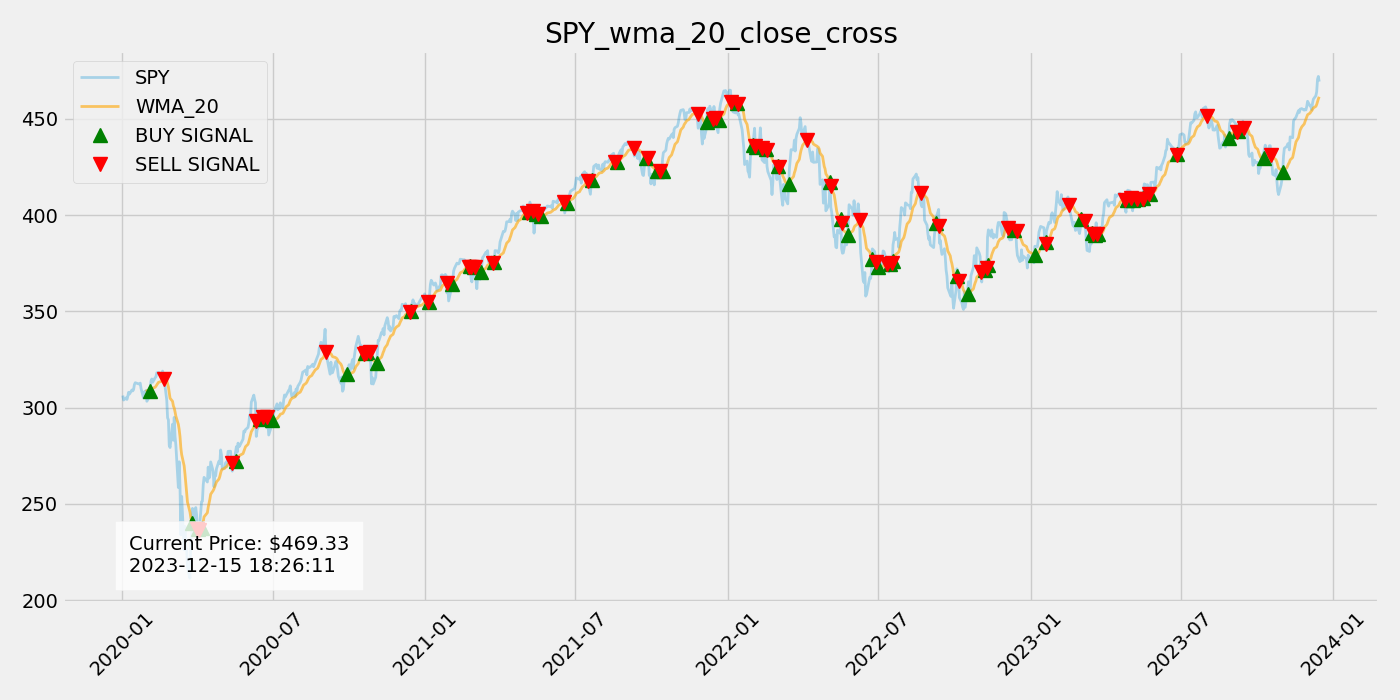 SPY_wma_20_close_cross
SPY
WMA_20
BUY SIGNAL
SELL SIGNAL
450
400
350
300
250
200
Current Price: $469.33
2023-12-15 18:26:11
2020-01
2020-07
2021-01
2021-07
2022-01
2022-07
2023-01
2023-07
2024-01